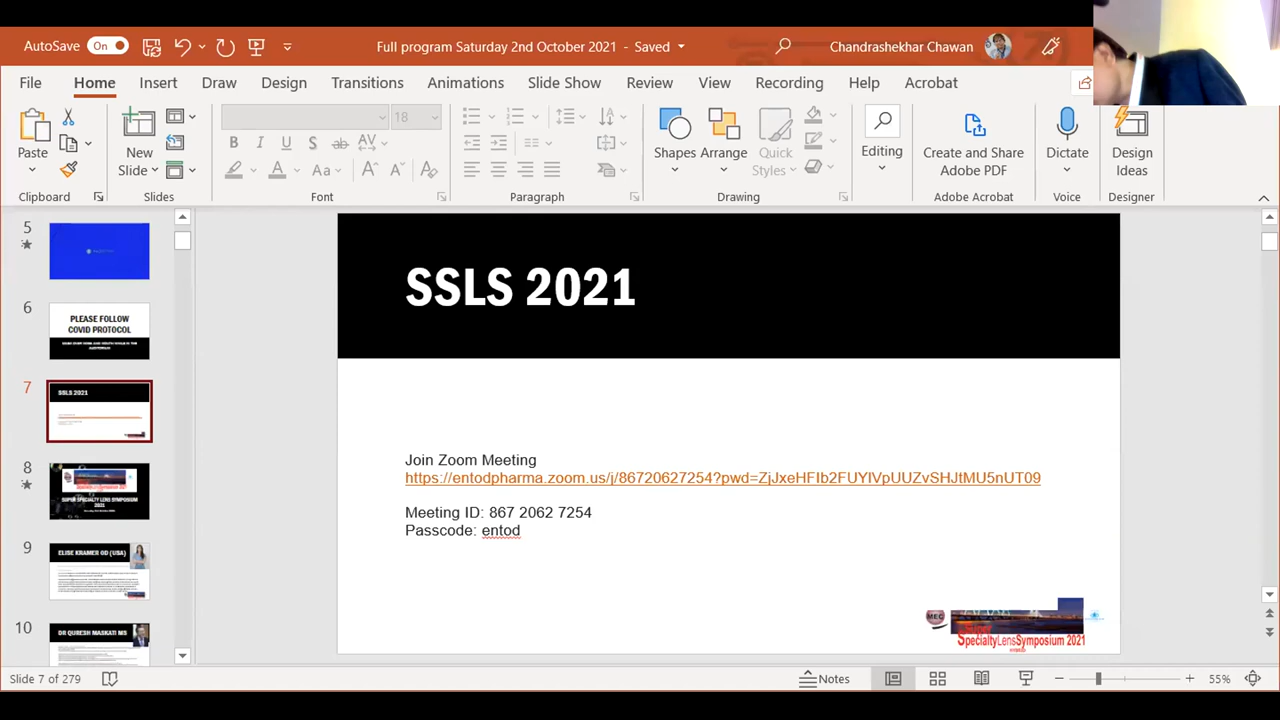 AutoSave On
Full program Saturday 2nd October 2021 - Saved
Chandrashekhar Chawan
File Home Insert Draw Design Transitions Animations Slide Show Review View Recording Help Acrobat
Paste
New
Slide
18
B I U S ab AV
A Aa A A A
Shapes Arrange Quick
Styles
Editing
Create and Share
Adobe PDF
Dictate
Design
Ideas
Clipboard Slides Font Paragraph Drawing Adobe Acrobat Voice Designer
5
6
PLEASE FOLLOW
COVID PROTOCOL
7
SSLS 2021
8
SUPER SPECIALTY LENS SYMPOSIUM
2021
9
ELISE KRAMER OD (USA)
10
DR QURESH MASKATI MS
SSLS 2021
Join Zoom Meeting
https://entodpharma.zoom.us/j/86720627254?pwd=ZjJxeHFIb2FUYlVpUUZvSHJtMU5nUT09
Meeting ID: 867 2062 7254
Passcode: entod
MEC
Super
SpecialtyLensSymposium 2021
Slide 7 of 279
Notes
55%